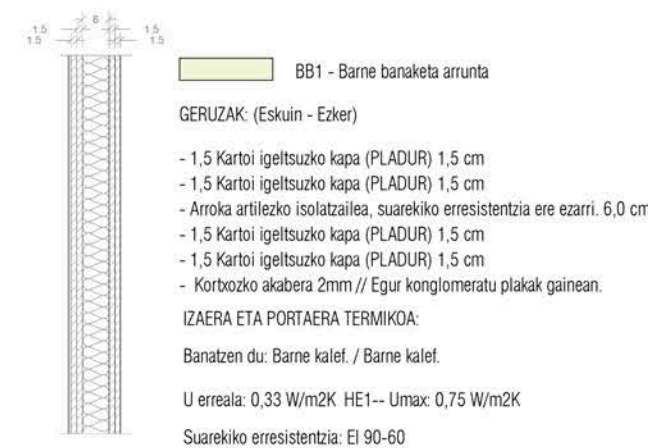 6
1.5 1.5
1.5 1.5
BB1 - Barne banaketa arrunta
GERUZAK: (Eskuin - Ezker)
- 1,5 Kartoi igeltsuzko kapa (PLADUR) 1,5 cm
- 1,5 Kartoi igeltsuzko kapa (PLADUR) 1,5 cm
- Arroka artilezko isolatzailea, suarekiko erresistentzia ere ezarri. 6,0 cm
- 1,5 Kartoi igeltsuzko kapa (PLADUR) 1,5 cm
- 1,5 Kartoi igeltsuzko kapa (PLADUR) 1,5 cm
- Kortxozko akabera 2mm // Egur konglomeratu plakak gainean.
IZAERA ETA PORTAERA TERMIKOA:
Banatzen du: Barne kalef. / Barne kalef.
U erreala: 0,33 W/m2K HE1-- Umax: 0,75 W/m2K
Suarekiko erresistentzia: EI 90-60